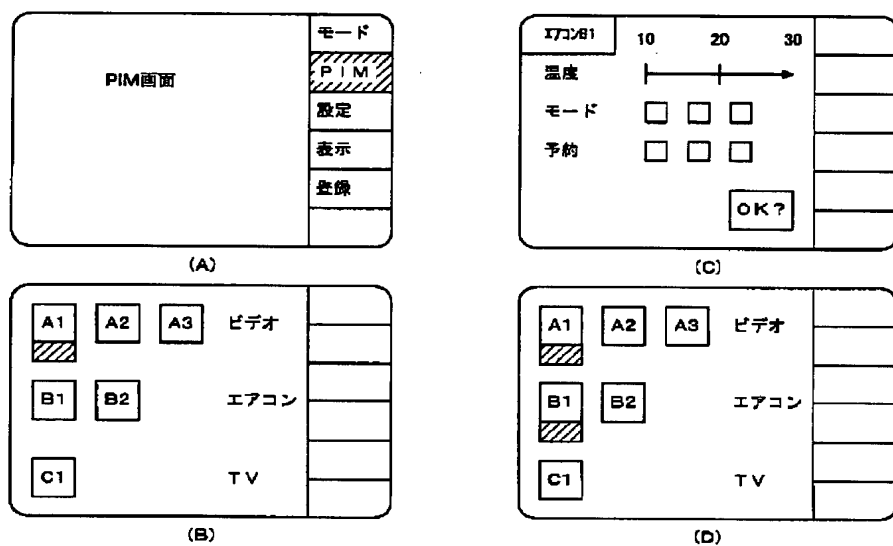 PIM画面
モード
PIM
設定
表示
登録
(A)
A1 A2 A3 ビデオ
B1 B2 エアコン
C1 TV
(B)
エアコンB1 10 20 30
温度
モード
予約
OK?
(C)
A1 A2 A3 ビデオ
B1 B2 エアコン
C1 TV
(D)